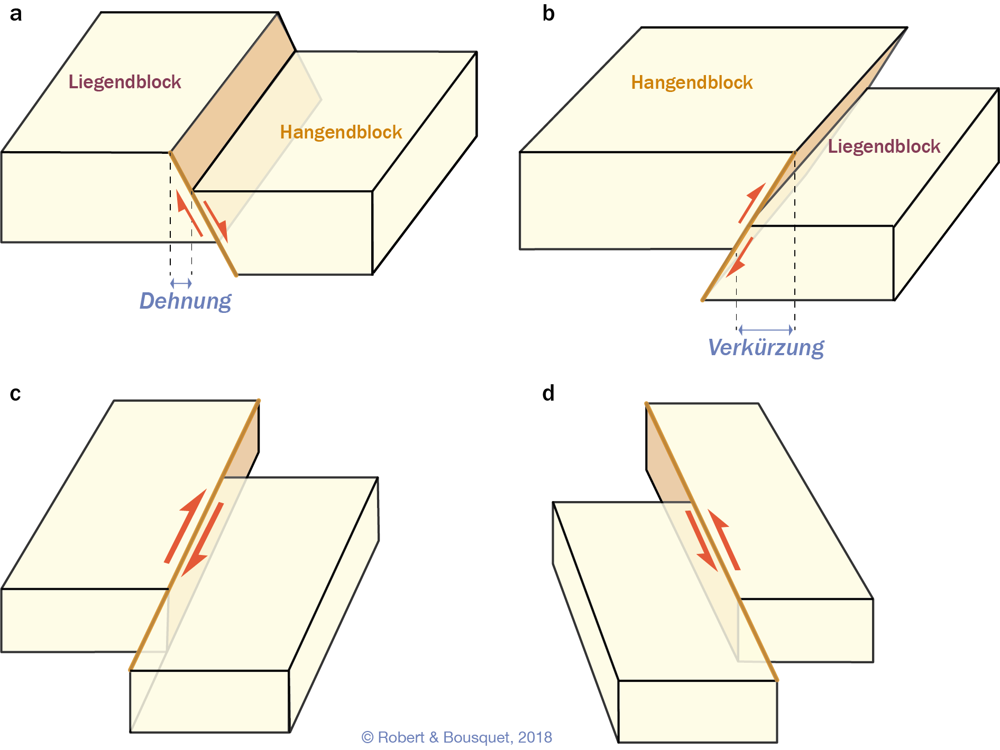 a
b
Liegendblock
Hangendblock
Hangendblock
Liegendblock
Dehnung
Verkürzung
c
d
© Robert & Bousquet, 2018